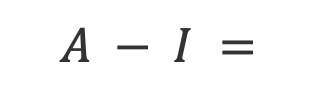 A − I =